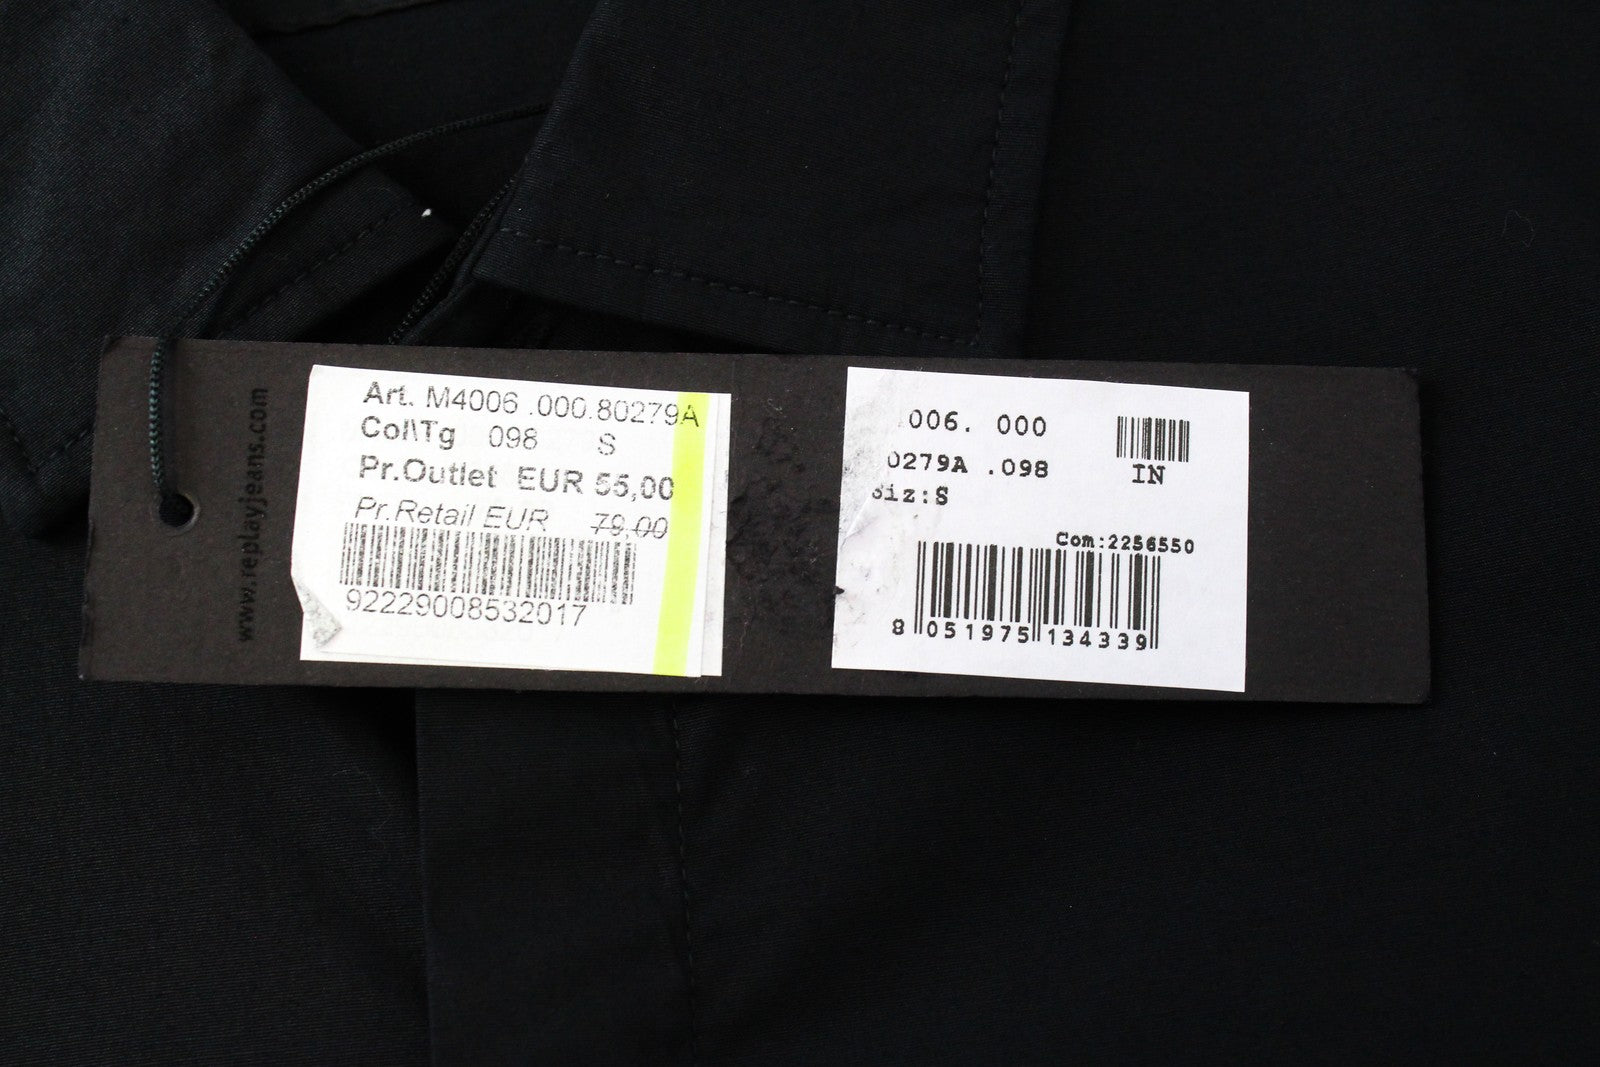 www.replayjeans.com
Art. M4006 .000.80279A
Col\Tg 098 S
Pr.Outlet EUR 55,00
Pr.Retail EUR 79,00
92229008532017
006. 000
0279A .098
IN
Siz:S
Com:2256550
8 051975 134339